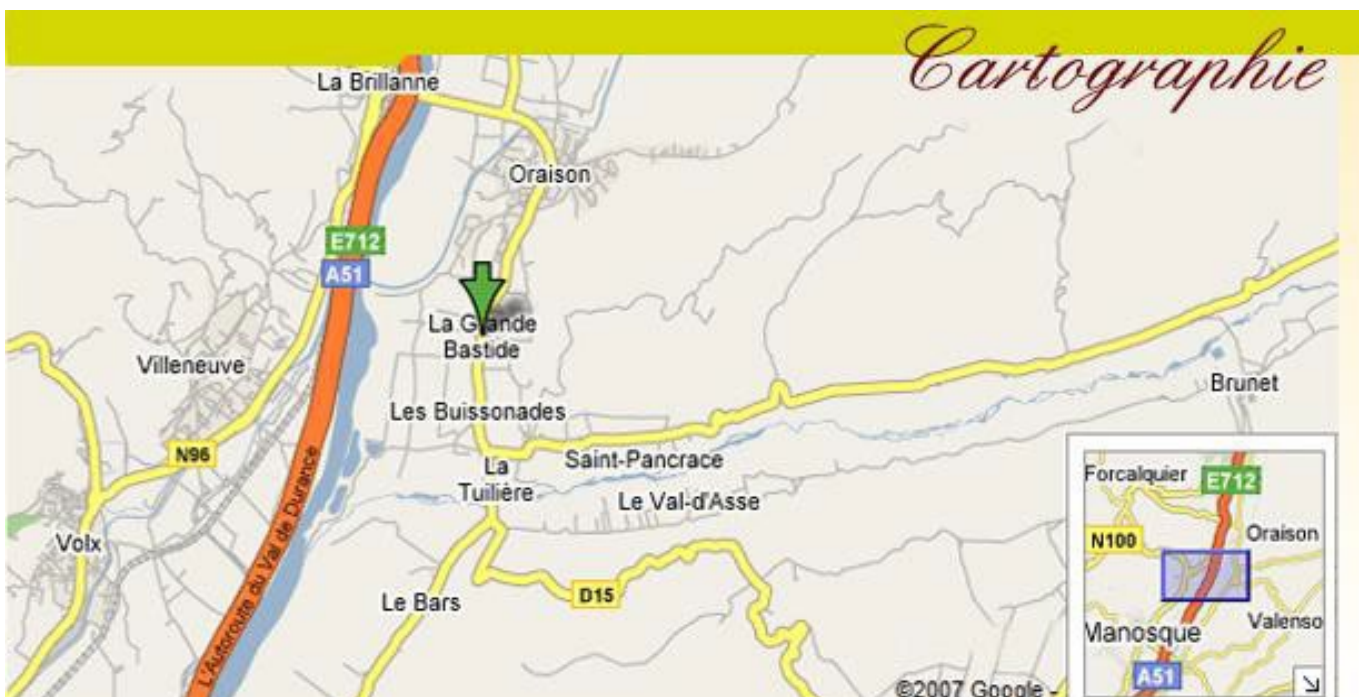 Cartographie
La Brillanne
Oraison
E712
A51
La Grande
Bastide
Villeneuve
Brunet
Les Buissonades
N96
Saint-Pancrace
La
Tuilière
Le Val-d'Asse
L'Autoroute du Val de Durance
Volx
D15
Le Bars
©2007 Google -
Forcalquier
E712
N100
Oraison
Manosque
Valenso
A51